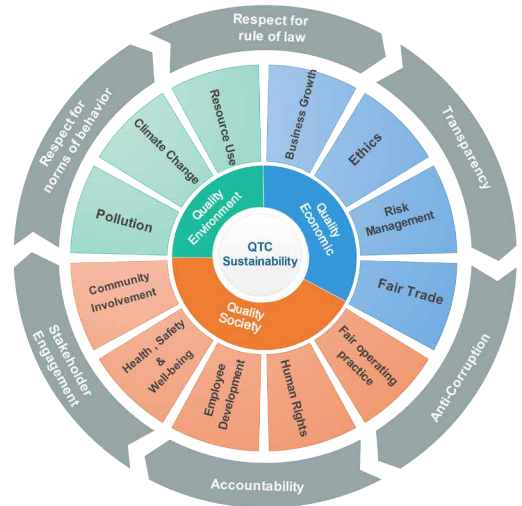 Respect for
rule of law
Transparency
Anti-Corruption
Accountability
Stakeholder
Engagement
Respect for
norms of behavior
Business Growth
Ethics
Risk
Management
Fair Trade
Fair operating
practice
Human Rights
Employee
Development
Health , Safety
&
Well-being
Community
Involvement
Pollution
Climate Change
Resource Use
Quality
Economic
Quality
Society
Quality
Environment
QTC
Sustainability